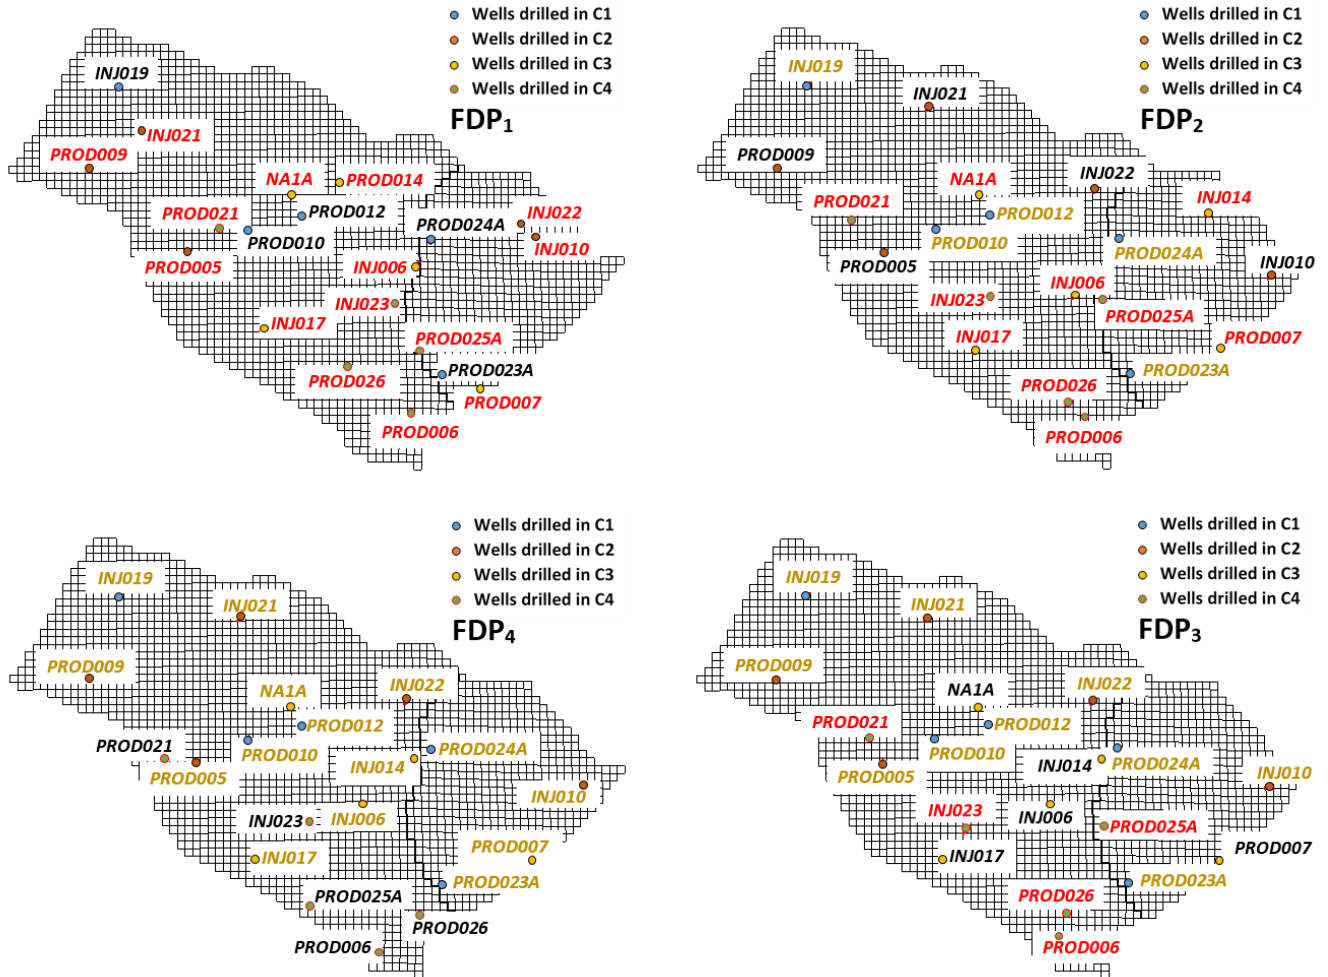 Wells drilled in C1
Wells drilled in C2
Wells drilled in C3
Wells drilled in C4
FDP₁
INJ019
INJ021
PROD009
NA1A
PROD014
PROD021
PROD012
PROD010
PROD024A
INJ022
INJ010
PROD005
INJ006
INJ023
INJ017
PROD025A
PROD026
PROD023A
PROD007
PROD006
Wells drilled in C1
Wells drilled in C2
Wells drilled in C3
Wells drilled in C4
FDP₂
INJ019
INJ021
PROD009
NA1A
INJ022
PROD021
INJ014
PROD012
PROD010
PROD024A
PROD005
INJ010
INJ006
INJ023
PROD025A
INJ017
PROD007
PROD026
PROD023A
PROD006
Wells drilled in C1
Wells drilled in C2
Wells drilled in C3
Wells drilled in C4
FDP₄
INJ019
INJ021
PROD009
NA1A
INJ022
PROD012
PROD021
PROD010
PROD024A
PROD005
INJ014
INJ010
INJ023
INJ006
INJ017
PROD007
PROD023A
PROD025A
PROD026
PROD006
Wells drilled in C1
Wells drilled in C2
Wells drilled in C3
Wells drilled in C4
FDP₃
INJ019
INJ021
PROD009
NA1A
INJ022
PROD021
PROD012
PROD010
INJ014
PROD024A
PROD005
INJ010
INJ023
INJ006
PROD025A
INJ017
PROD007
PROD023A
PROD026
PROD006